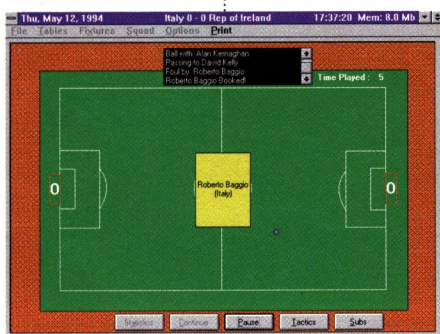 Thu, May 12, 1994 Italy 0 - 0 Rep of Ireland 17:37:20 Mem: 8.0 Mb
File Tables Fixtures Squad Options Print
Ball with Alan Kernaghan
Passing to David Kelly
Foul by Roberto Baggio
Roberto Baggio Booked!
Time Played : 5
0 Roberto Baggio 0
(Italy)
Statistics Continue Pause Tactics Subs